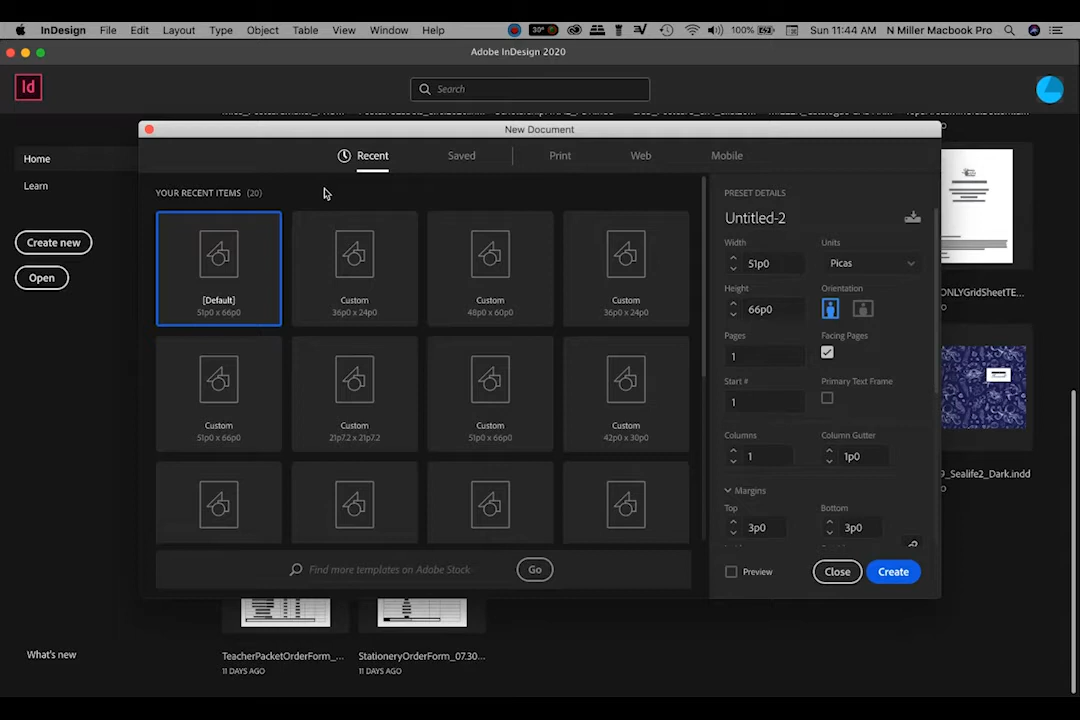 InDesign File Edit Layout Type Object Table View Window Help 30° 100% Sun 11:44 AM N Miller Macbook Pro
Adobe InDesign 2020
Id
Search
New Document
Home
Learn
Create new
Open
What's new
Recent Saved Print Web Mobile
YOUR RECENT ITEMS (20)
[Default] Custom Custom Custom
51p0 x 66p0 36p0 x 24p0 48p0 x 60p0 36p0 x 24p0
Custom Custom Custom Custom
51p0 x 66p0 21p7.2 x 21p7.2 51p0 x 66p0 42p0 x 30p0
Find more templates on Adobe Stock Go
PRESET DETAILS
Untitled-2
Width Units
51p0 Picas
Height Orientation
66p0
Pages Facing Pages
1
Start # Primary Text Frame
1
Columns Column Gutter
1 1p0
Margins
Top Bottom
3p0 3p0
Preview Close Create
ONLYGridSheetTE...
9_Sealife2_Dark.indd
TeacherPacketOrderForm_... StationeryOrderForm_07.30...
11 DAYS AGO 11 DAYS AGO